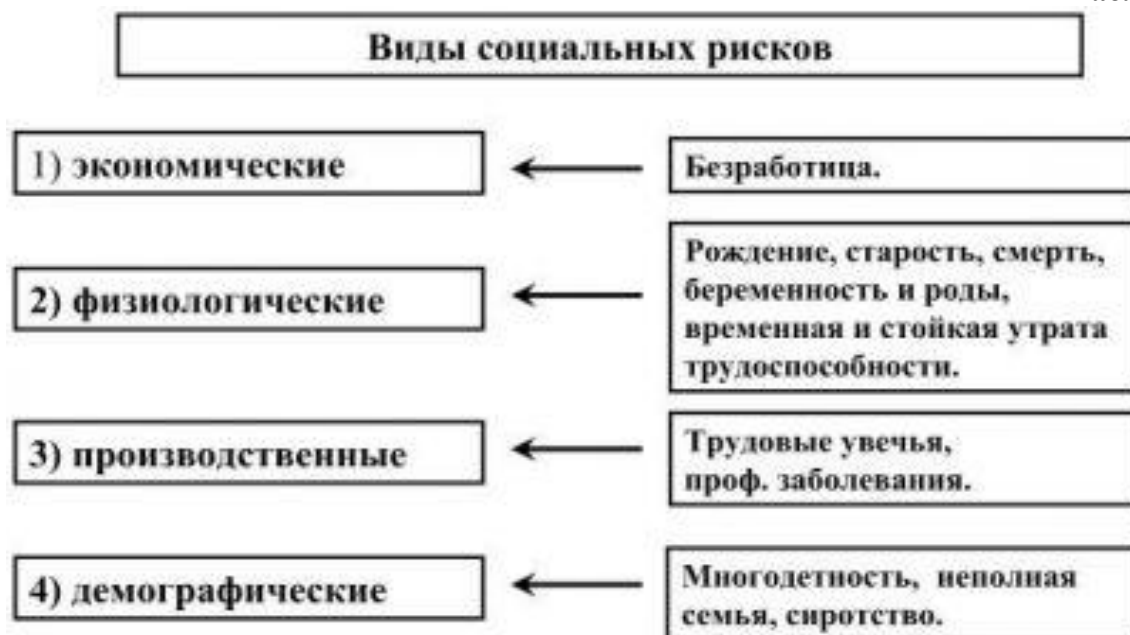 Виды социальных рисков
1) экономические
Безработица.
2) физиологические
Рождение, старость, смерть,
беременность и роды,
временная и стойкая утрата
трудоспособности.
3) производственные
Трудовые увечья,
проф. заболевания.
4) демографические
Многодетность, неполная
семья, сиротство.